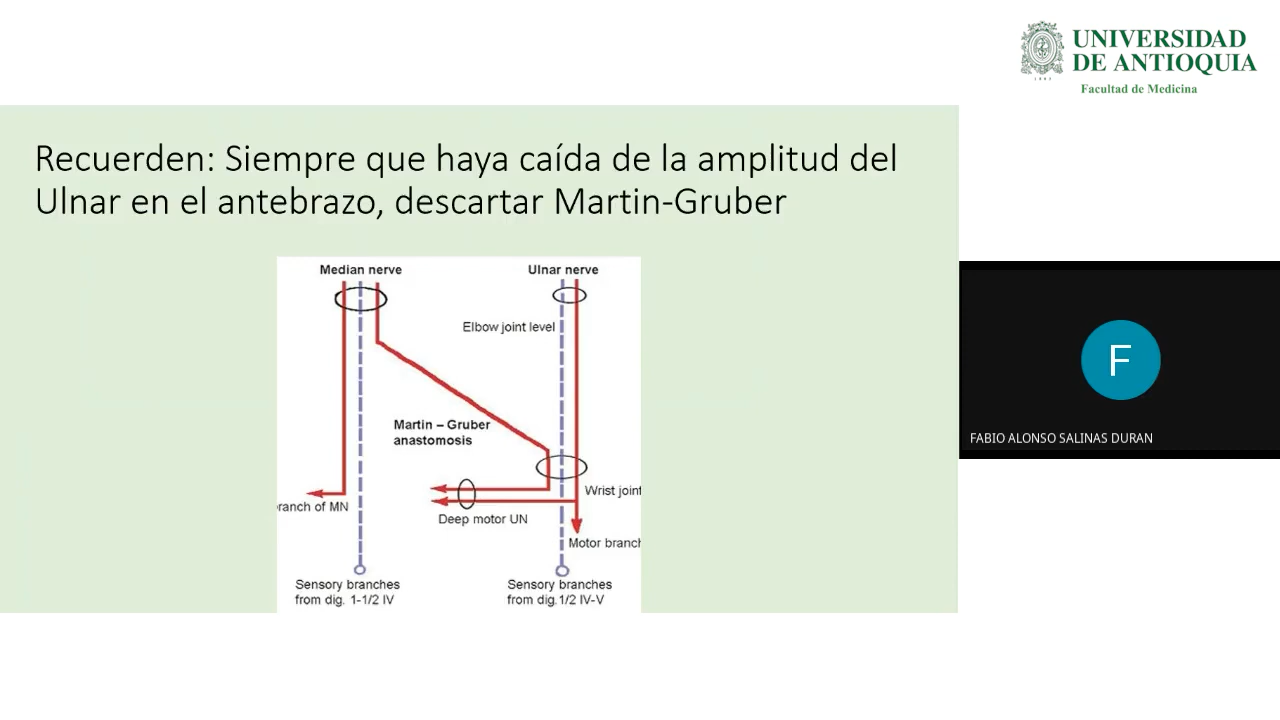 UNIVERSIDAD
DE ANTIOQUIA
Facultad de Medicina
1803
Recuerden: Siempre que haya caída de la amplitud del
Ulnar en el antebrazo, descartar Martin-Gruber
Median nerve
Ulnar nerve
Elbow joint level
Martin – Gruber
anastomosis
Wrist joint
ranch of MN
Deep motor UN
Motor branch
Sensory branches
from dig. 1-1/2 IV
Sensory branches
from dig.1/2 IV-V
F
FABIO ALONSO SALINAS DURAN